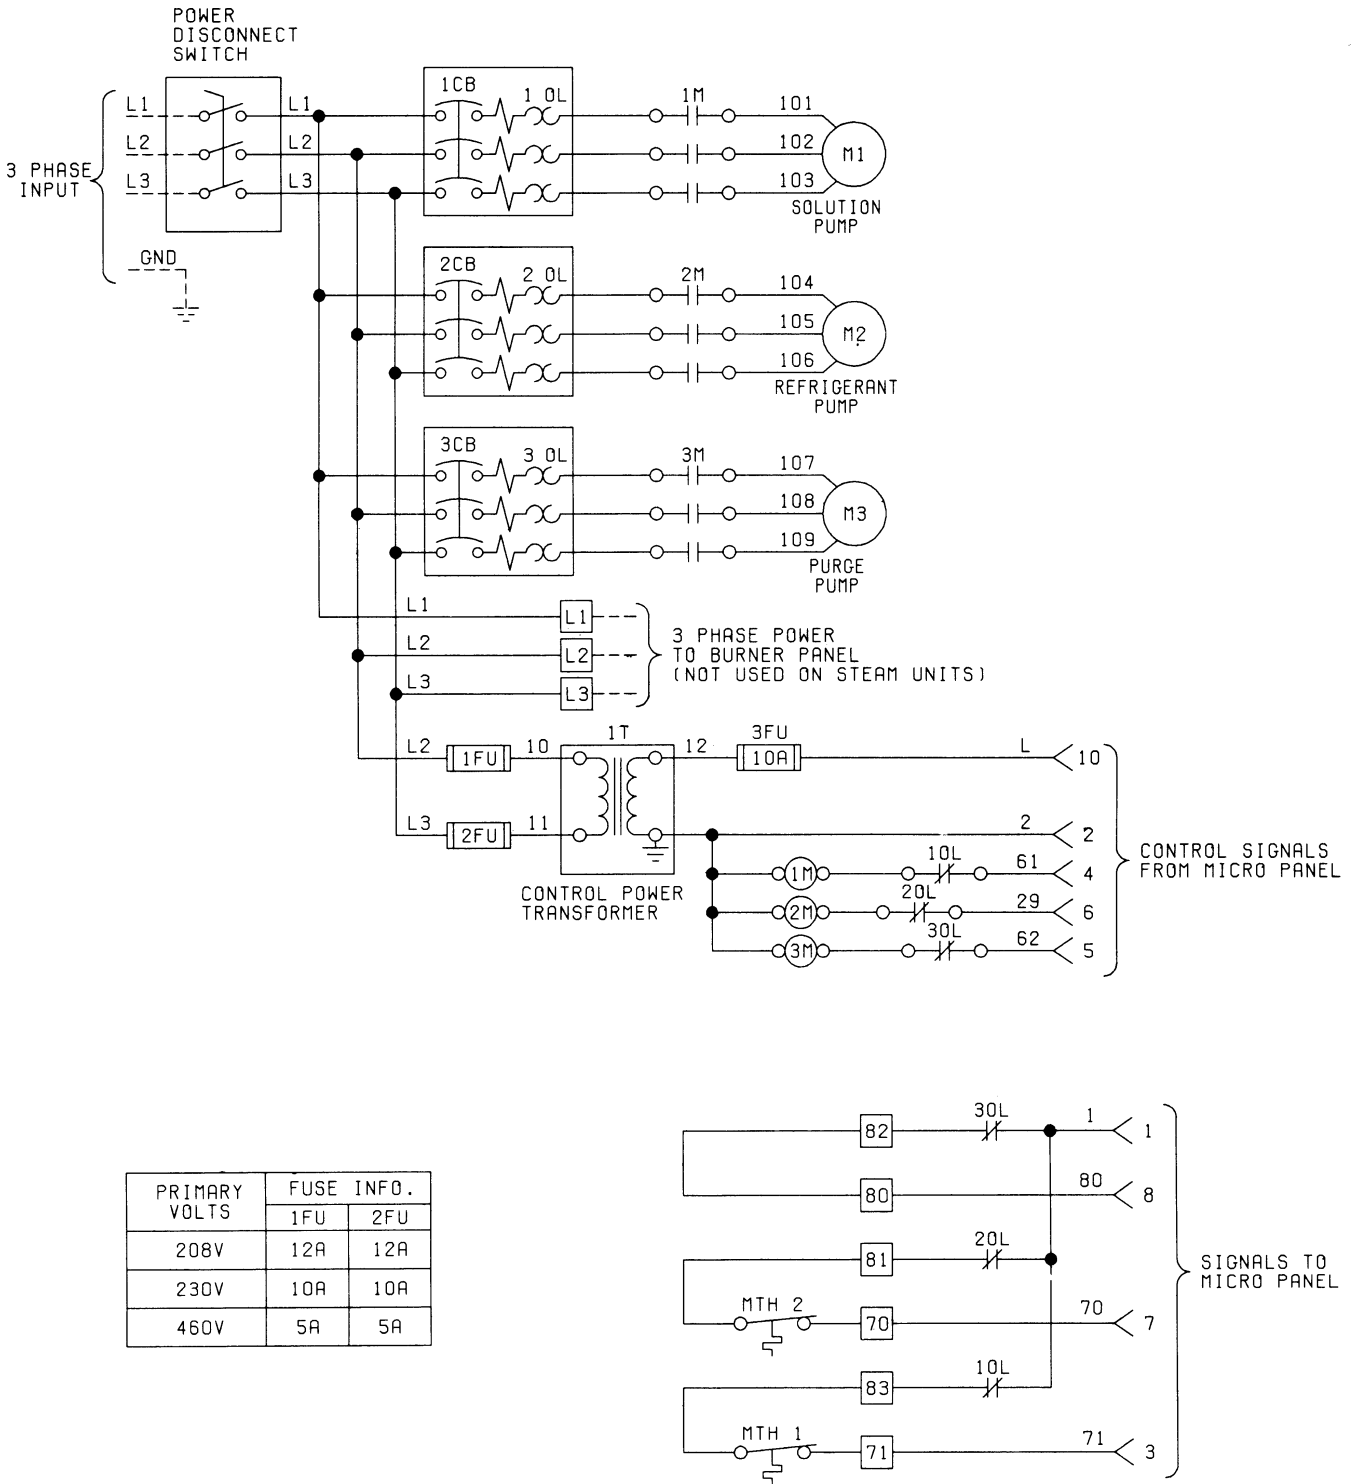 POWER
DISCONNECT
SWITCH
3 PHASE
INPUT
L1
L2
L3
GND
L1
L2
L3
1CB
1 OL
1M
101
102
103
M1
SOLUTION
PUMP
2CB
2 OL
2M
104
105
106
M2
REFRIGERANT
PUMP
3CB
3 OL
3M
107
108
109
M3
PURGE
PUMP
L1
L1
L2
L2
L3
L3
3 PHASE POWER
TO BURNER PANEL
(NOT USED ON STEAM UNITS)
L2
1FU
10
1T
12
3FU
10A
L
10
L3
2FU
11
2
2
CONTROL POWER
TRANSFORMER
1M
1OL
61
4
2M
2OL
29
6
3M
3OL
62
5
CONTROL SIGNALS
FROM MICRO PANEL
82
3OL
1
1
80
80
8
81
2OL
MTH 2
70
70
7
83
1OL
MTH 1
71
71
3
SIGNALS TO
MICRO PANEL
PRIMARY
VOLTS
FUSE INFO.
1FU
2FU
208V
12A
12A
230V
10A
10A
460V
5A
5A